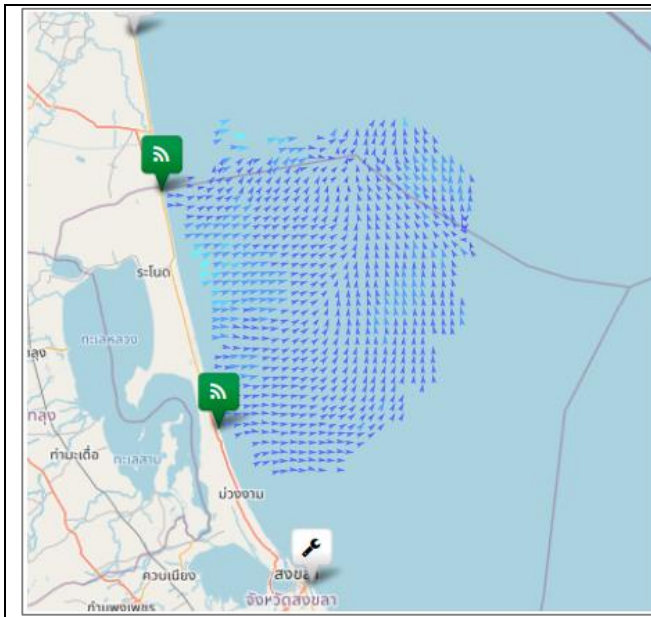 ระโนด
ทะเลหลวง
ลุง
ทลุง
ทำมะเดื่อ
ทะเลสาบ
ม่วงงาม
ควนเนียง
สงขลา
กำแพงเพชร
จังหวัดสงขลา